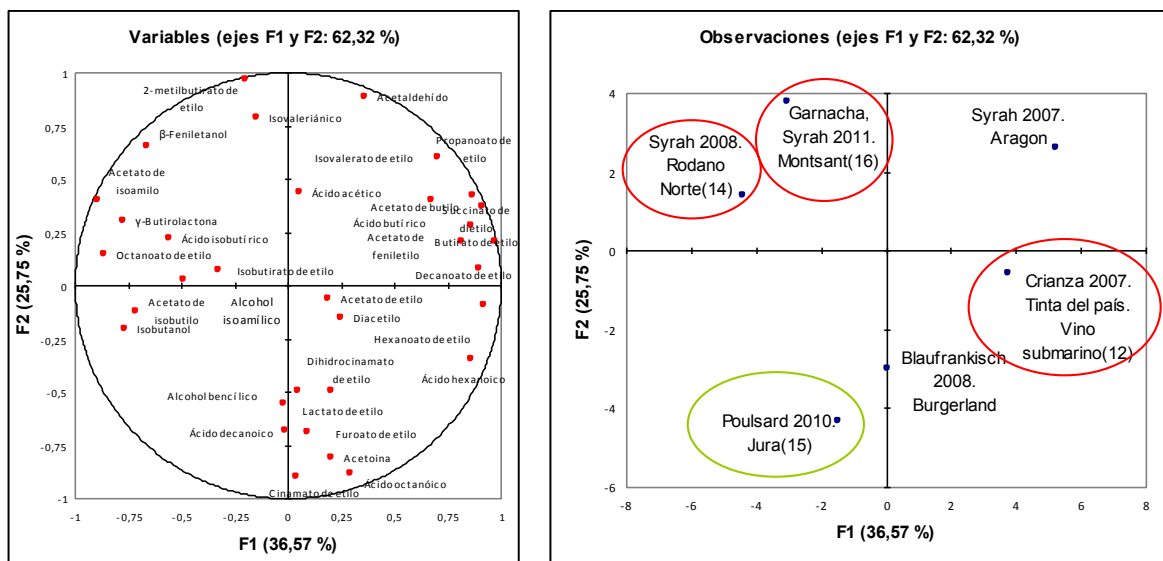 Variables (ejes F1 y F2: 62,32 %)
1
0,75
0,5
0,25
0
-0,25
-0,5
-0,75
-1
F2 (25,75 %)
2-metilbutirato de
etilo
Isovaleriánico
Acetaldehído
β-Feniletanol
Propanoato de
etilo
Isovalerato de etilo
Acetato de
isoamilo
Ácido acético
Acetato de butilo
Succinato de
dietilo
γ-Butirolactona
Ácido butírico
Ácido isobutírico
Acetato de
feniletilo
Butirato de etilo
Octanoato de etilo
Isobutirato de etilo
Decanoato de etilo
Acetato de
isobutilo
Alcohol
isoamílico
Acetato de etilo
Isobutanol
Diacetilo
Hexanoato de etilo
Dihidrocinamato
de etilo
Ácido hexanoico
Alcohol bencílico
Lactato de etilo
Ácido decanoico
Furoato de etilo
Acetoina
Ácido octanóico
Cinamato de etilo
-1
-0,75
-0,5
-0,25
0
0,25
0,5
0,75
1
F1 (36,57 %)
Observaciones (ejes F1 y F2: 62,32 %)
4
2
0
-2
-4
-6
F2 (25,75 %)
Garnacha,
Syrah 2011.
Montsant(16)
Syrah 2008.
Rodano
Norte(14)
Syrah 2007.
Aragon
Crianza 2007.
Tinta del país.
Vino
submarino(12)
Blaufrankisch
2008.
Burgerland
Poulsard 2010.
Jura(15)
-8
-6
-4
-2
0
2
4
6
8
F1 (36,57 %)